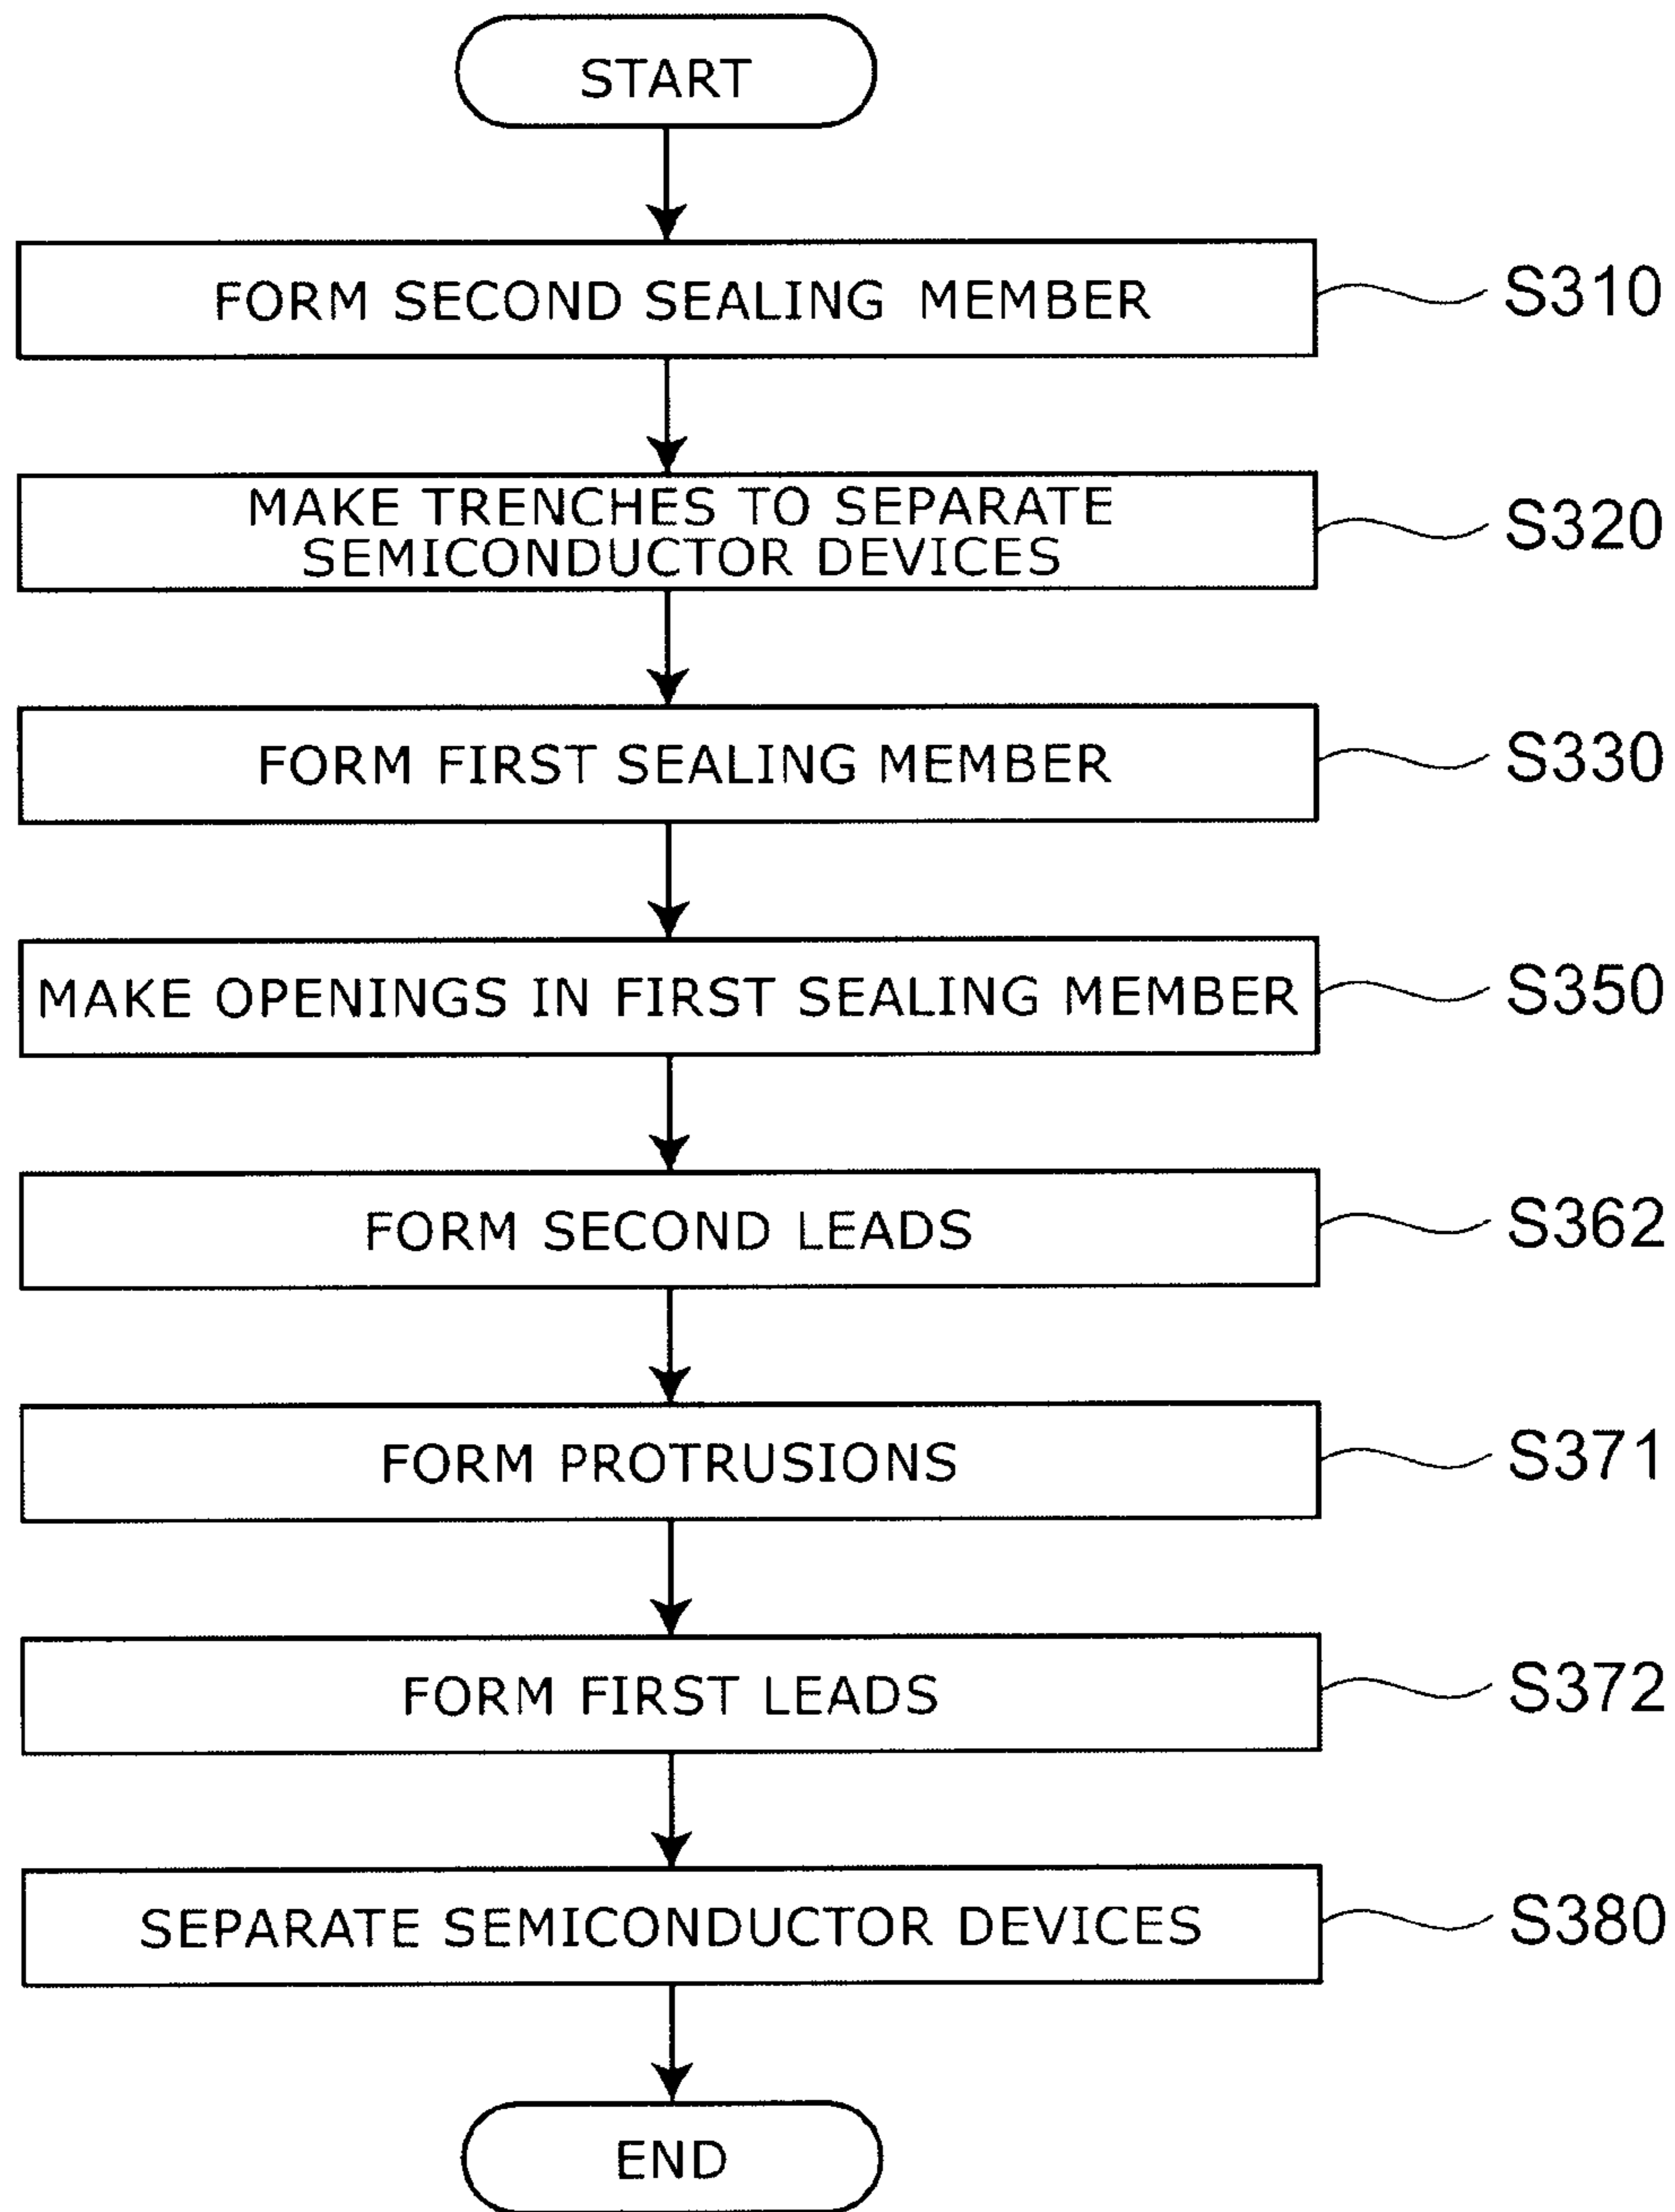 START
FORM SECOND SEALING MEMBER
S310
MAKE TRENCHES TO SEPARATE
SEMICONDUCTOR DEVICES
S320
FORM FIRST SEALING MEMBER
S330
MAKE OPENINGS IN FIRST SEALING MEMBER
S350
FORM SECOND LEADS
S362
FORM PROTRUSIONS
S371
FORM FIRST LEADS
S372
SEPARATE SEMICONDUCTOR DEVICES
S380
END